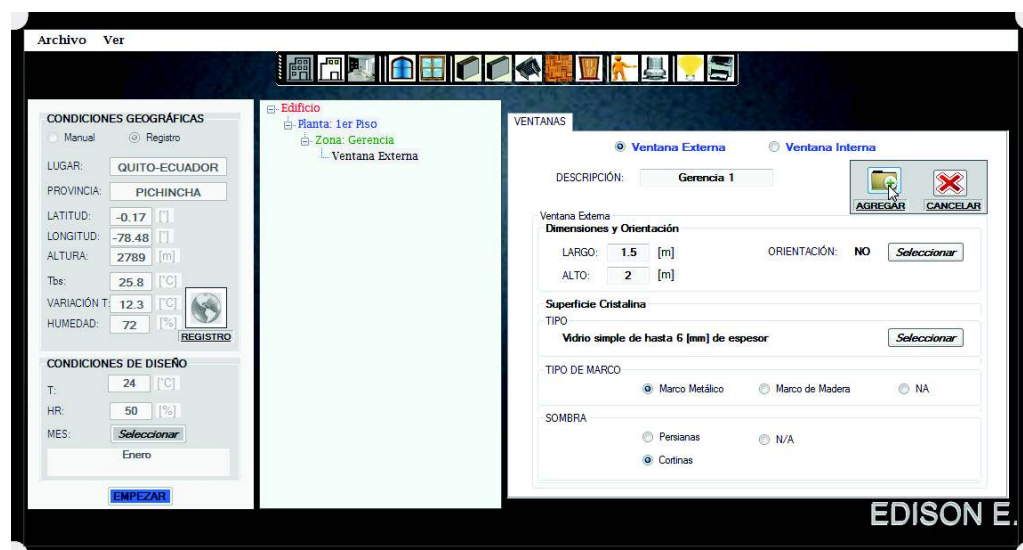 Archivo Ver
CONDICIONES GEOGRÁFICAS
Manual Registro
LUGAR: QUITO-ECUADOR
PROVINCIA: PICHINCHA
LATITUD: -0.17 [°]
LONGITUD: -78.48 [°]
ALTURA: 2789 [m]
Tbs: 25.8 [°C]
VARIACIÓN T: 12.3 [°C]
HUMEDAD: 72 [%]
REGISTRO
CONDICIONES DE DISEÑO
T: 24 [°C]
HR: 50 [%]
MES: Seleccionar
Enero
EMPEZAR
Edificio
Planta: 1er Piso
Zona: Gerencia
Ventana Externa
VENTANAS
Ventana Externa Ventana Interna
DESCRIPCIÓN: Gerencia 1
AGREGAR CANCELAR
Ventana Externa
Dimensiones y Orientación
LARGO: 1.5 [m] ORIENTACIÓN: NO Seleccionar
ALTO: 2 [m]
Superficie Cristalina
TIPO
Vidrio simple de hasta 6 [mm] de espesor Seleccionar
TIPO DE MARCO
Marco Metálico Marco de Madera NA
SOMBRA
Persianas N/A
Cortinas
EDISON E.